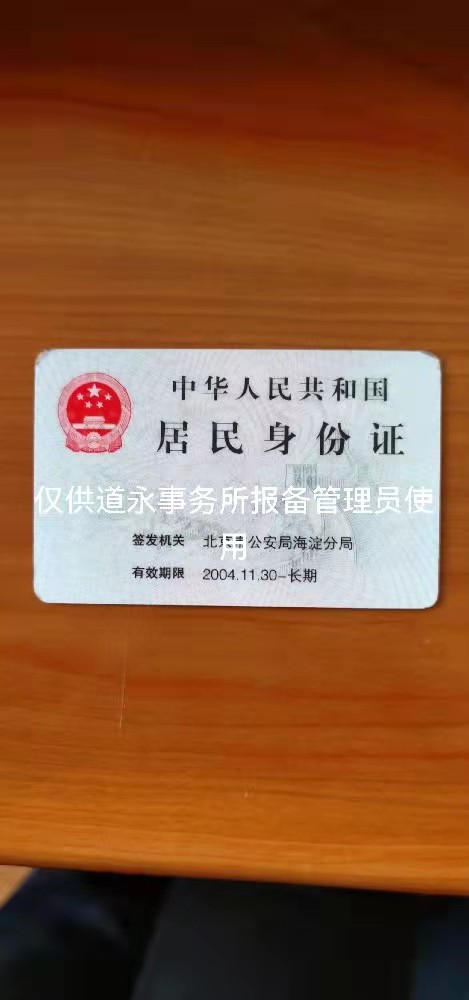 中华人民共和国
居民身份证
仅供道永事务所报备管理员使
用
签发机关 北京市公安局海淀分局
有效期限 2004.11.30-长期